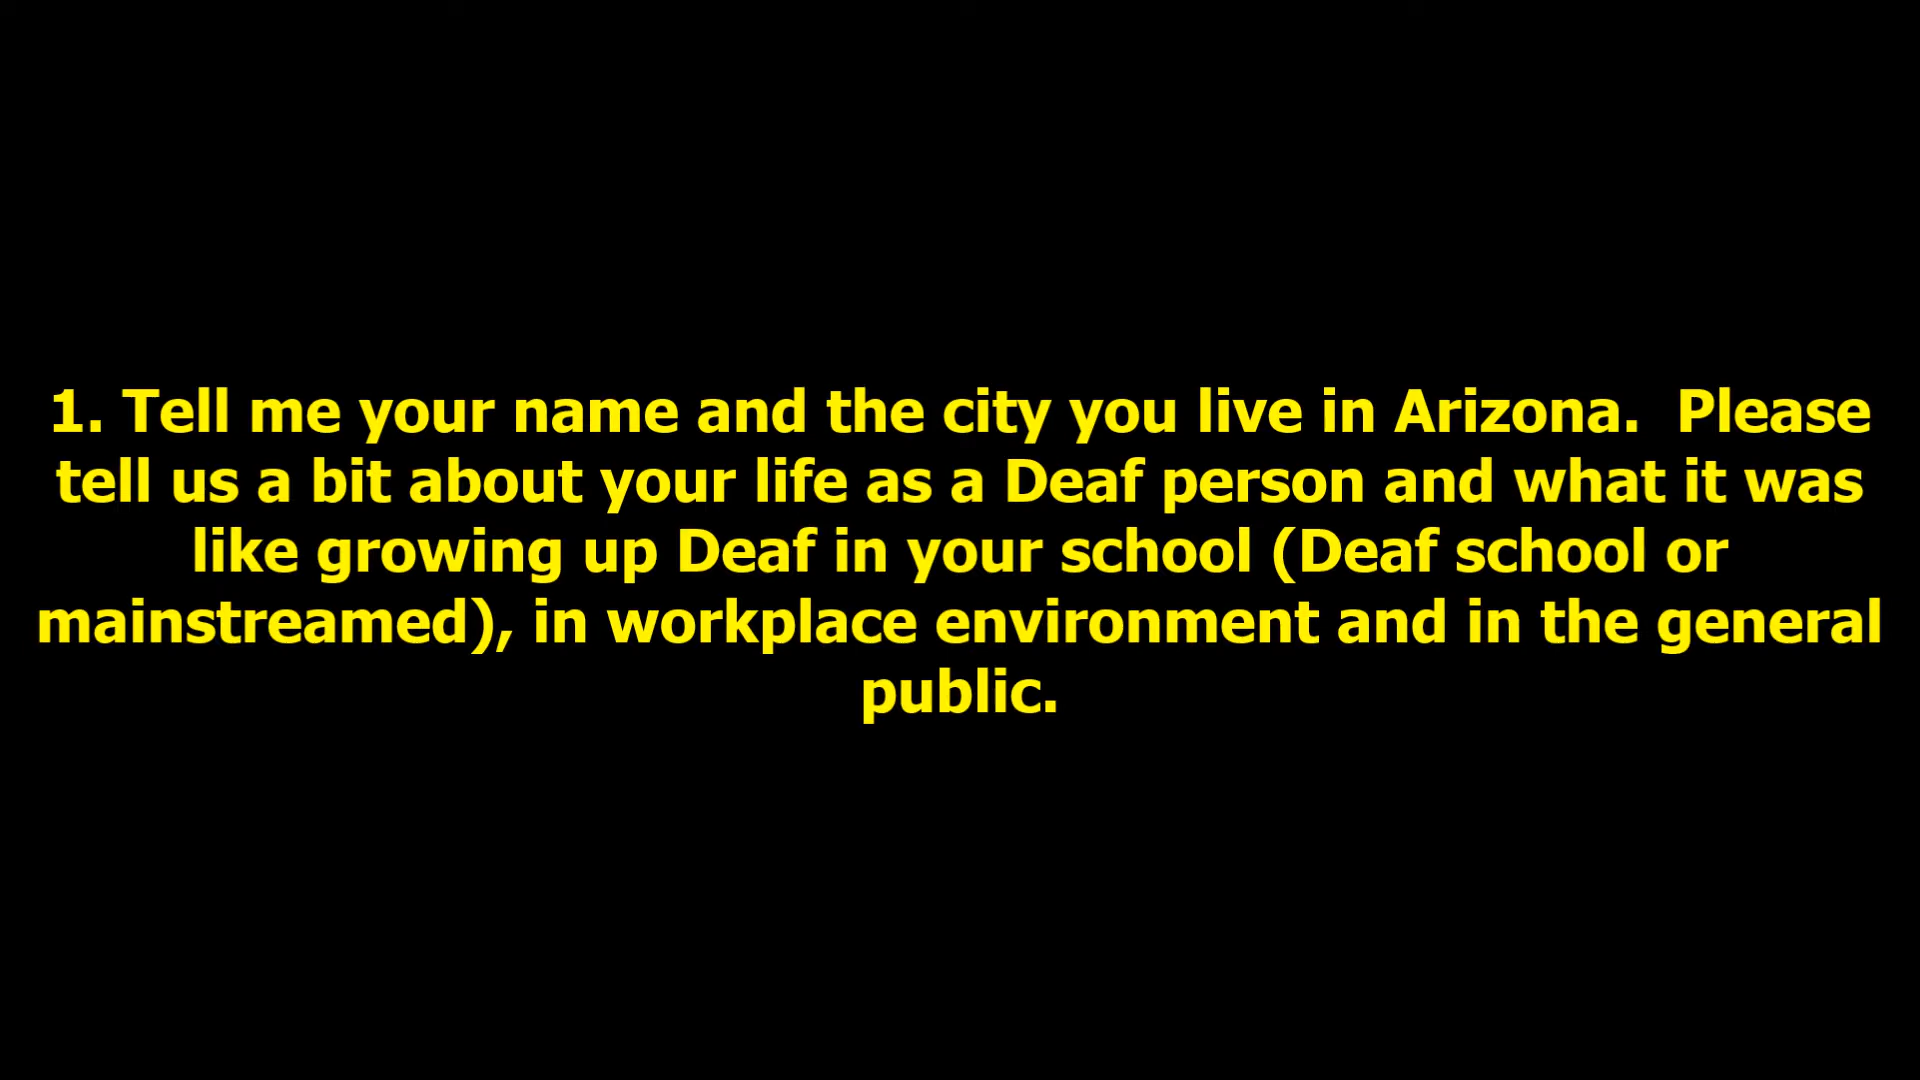 1. Tell me your name and the city you live in Arizona.  Please
tell us a bit about your life as a Deaf person and what it was
like growing up Deaf in your school (Deaf school or
mainstreamed), in workplace environment and in the general
public.